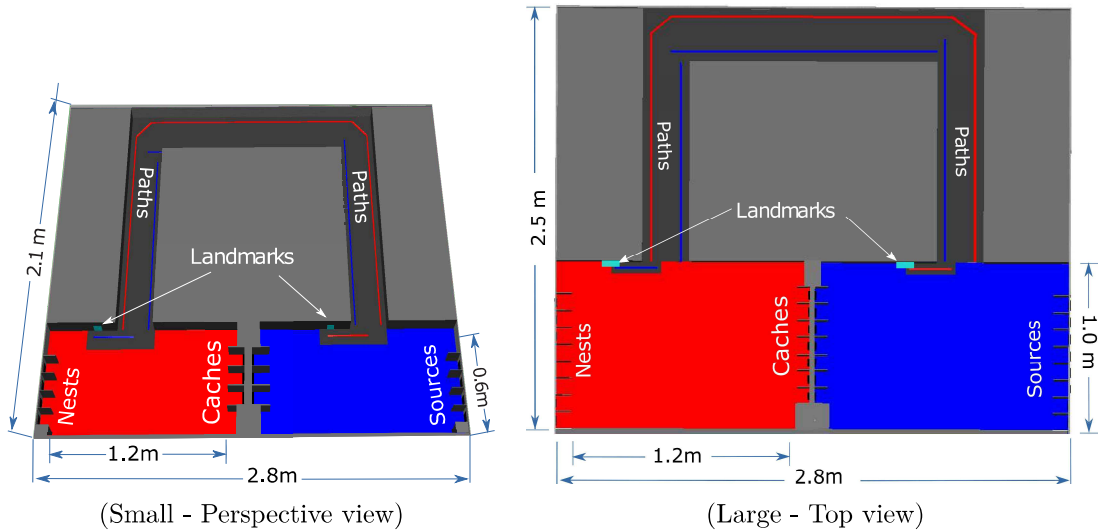 Paths
Paths
Landmarks
Nests
Caches
Sources
2.1 m
0.6m
1.2m
2.8m
(Small - Perspective view)
Paths
Paths
Landmarks
Nests
Caches
Sources
2.5 m
1.0 m
1.2m
2.8m
(Large - Top view)